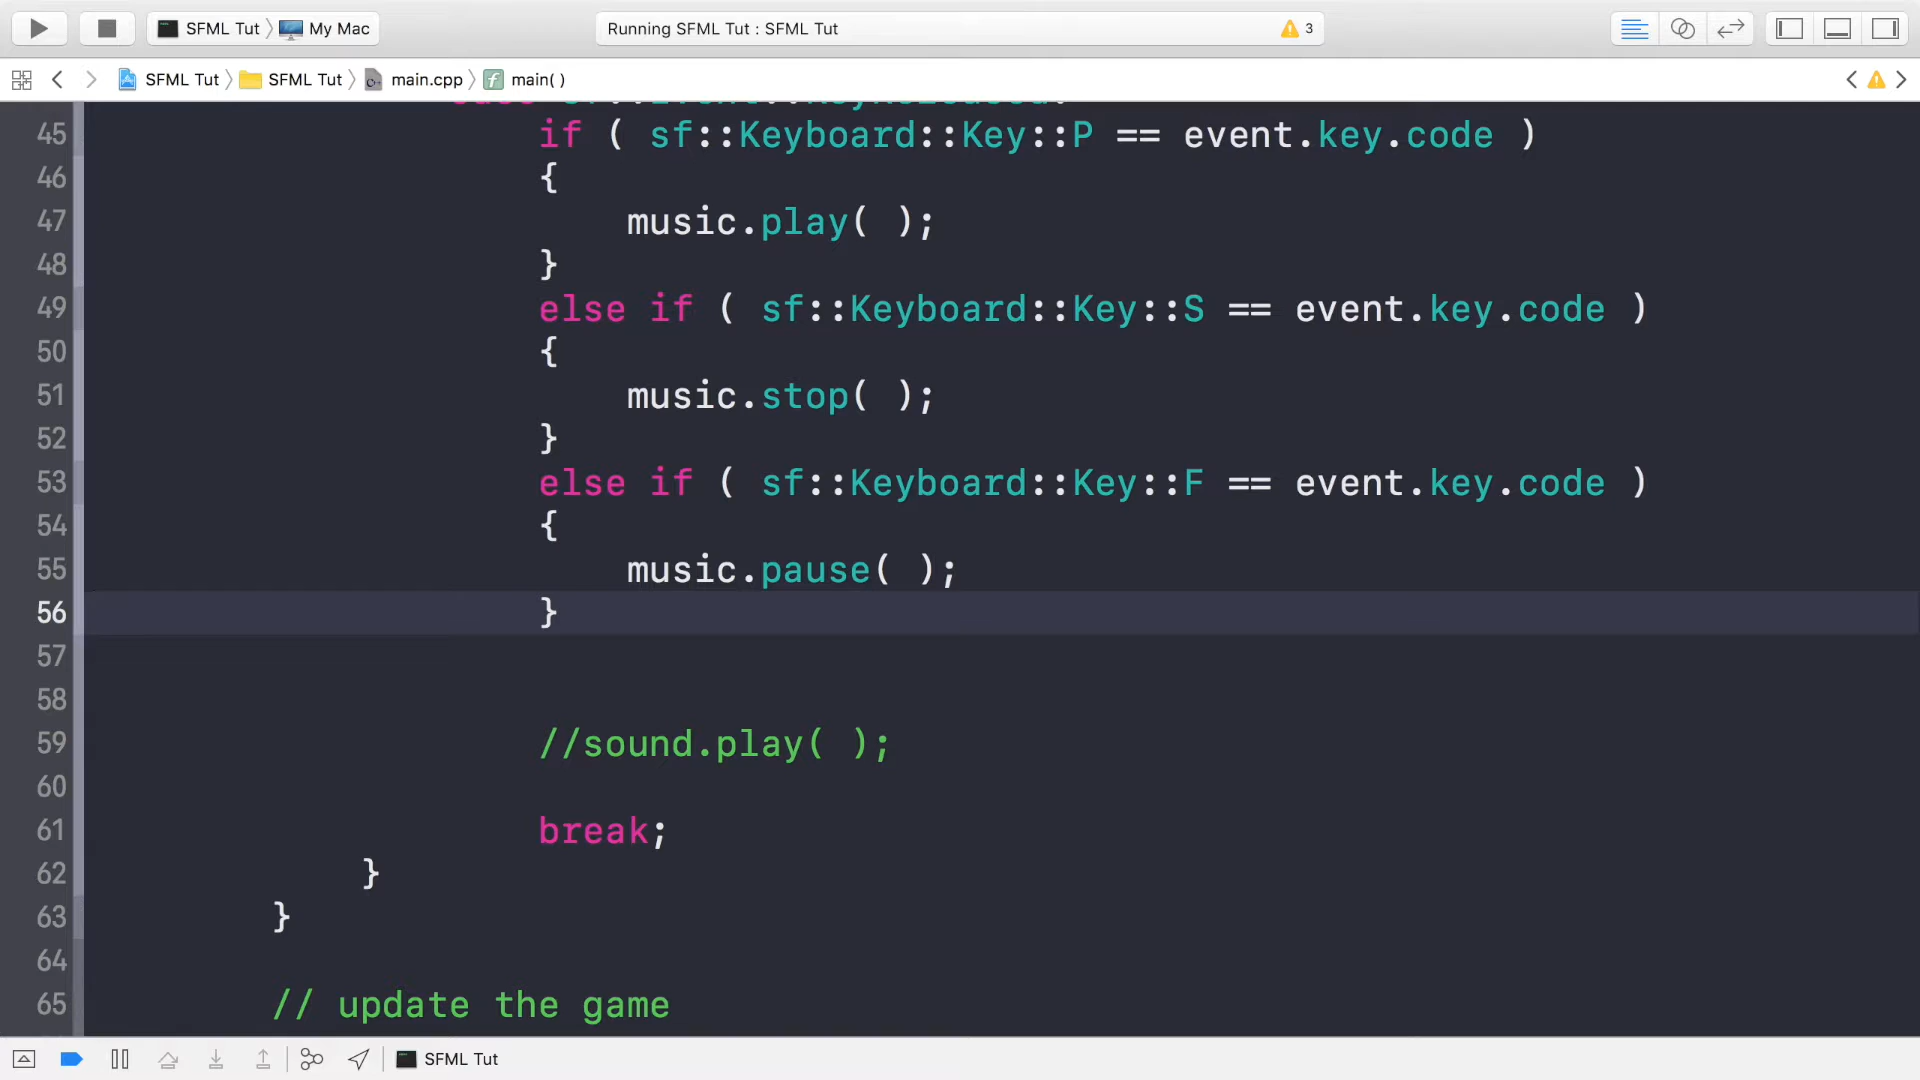 SFML Tut My Mac Running SFML Tut : SFML Tut 3
SFML Tut SFML Tut main.cpp main( )
45 if ( sf::Keyboard::Key::P == event.key.code )
46 {
47 music.play( );
48 }
49 else if ( sf::Keyboard::Key::S == event.key.code )
50 {
51 music.stop( );
52 }
53 else if ( sf::Keyboard::Key::F == event.key.code )
54 {
55 music.pause( );
56 }
57
58
59 //sound.play( );
60
61 break;
62 }
63 }
64
65 // update the game
SFML Tut